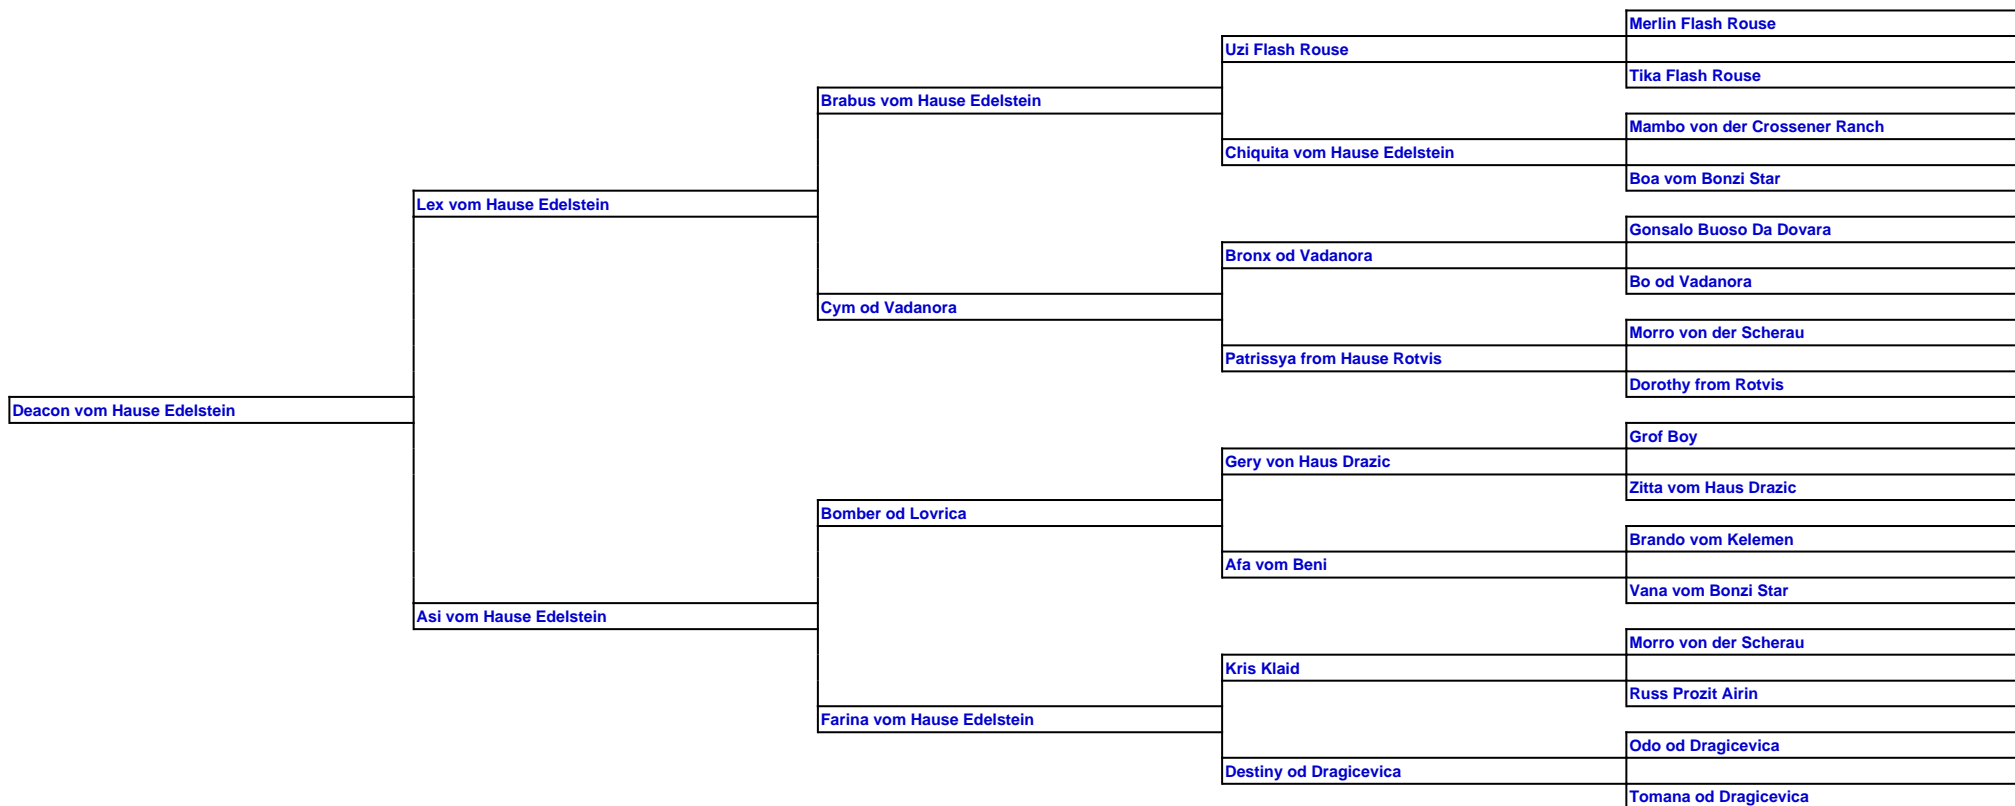 Merlin Flash Rouse
Uzi Flash Rouse
Tika Flash Rouse
Brabus vom Hause Edelstein
Mambo von der Crossener Ranch
Chiquita vom Hause Edelstein
Boa vom Bonzi Star
Lex vom Hause Edelstein
Gonsalo Buoso Da Dovara
Bronx od Vadanora
Bo od Vadanora
Cym od Vadanora
Morro von der Scherau
Patrissya from Hause Rotvis
Dorothy from Rotvis
Deacon vom Hause Edelstein
Grof Boy
Gery von Haus Drazic
Zitta vom Haus Drazic
Bomber od Lovrica
Brando vom Kelemen
Afa vom Beni
Vana vom Bonzi Star
Asi vom Hause Edelstein
Morro von der Scherau
Kris Klaid
Russ Prozit Airin
Farina vom Hause Edelstein
Odo od Dragicevica
Destiny od Dragicevica
Tomana od Dragicevica